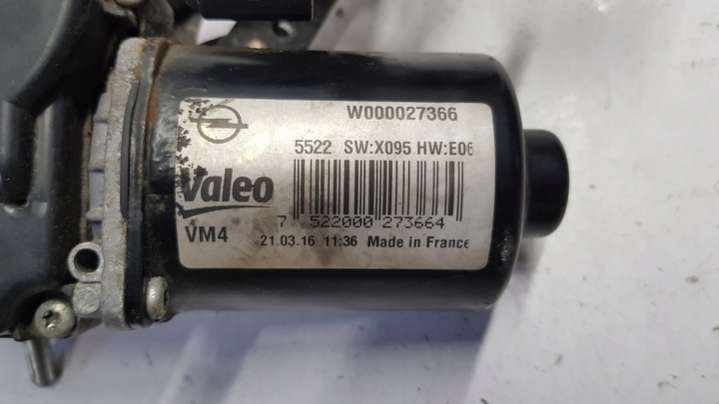 W000027366
5522 SW:X095 HW:E06
Valeo
7 522000 273664
VM4 21.03.16 11:36 Made in France